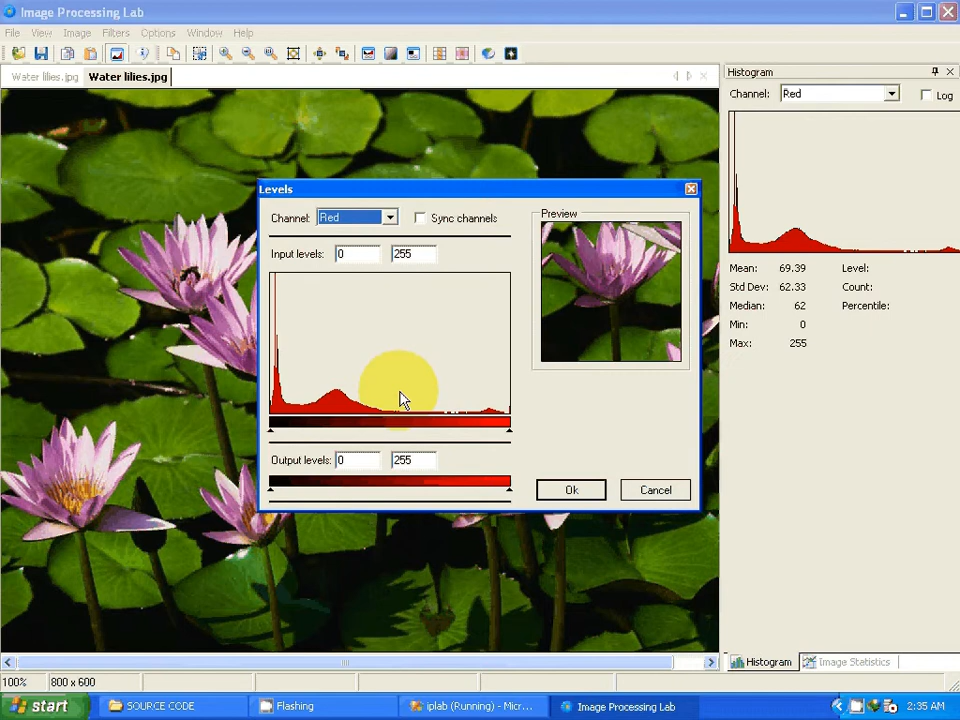 Image Processing Lab
File View Image Filters Options Window Help
Water lilies.jpg Water lilies.jpg
Histogram
Channel: Red Log
Levels
Channel: Red Sync channels
Preview
Input levels: 0 255
Mean: 69.39 Level:
Std Dev: 62.33 Count:
Median: 62 Percentile:
Min: 0
Max: 255
Output levels: 0 255
Ok Cancel
Histogram Image Statistics
100% 800 x 600
start SOURCE CODE Flashing iplab (Running) - Micr... Image Processing Lab 2:35 AM